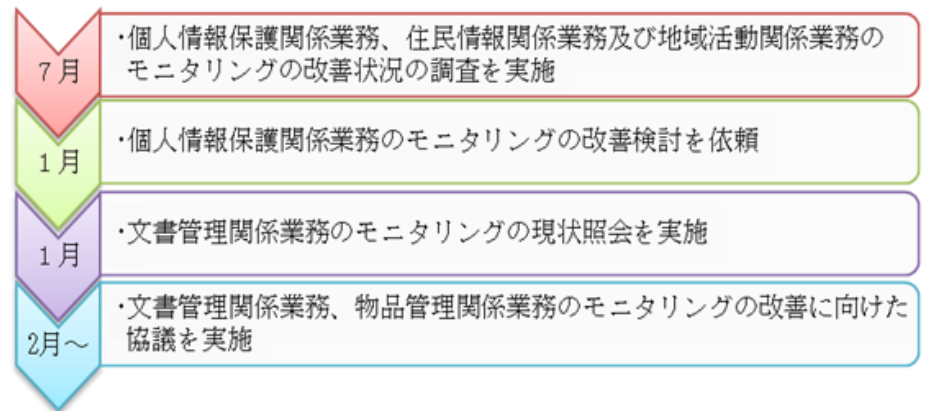 7月
・個人情報保護関係業務、住民情報関係業務及び地域活動関係業務の
モニタリングの改善状況の調査を実施
1月
・個人情報保護関係業務のモニタリングの改善検討を依頼
1月
・文書管理関係業務のモニタリングの現状照会を実施
2月～
・文書管理関係業務、物品管理関係業務のモニタリングの改善に向けた
協議を実施